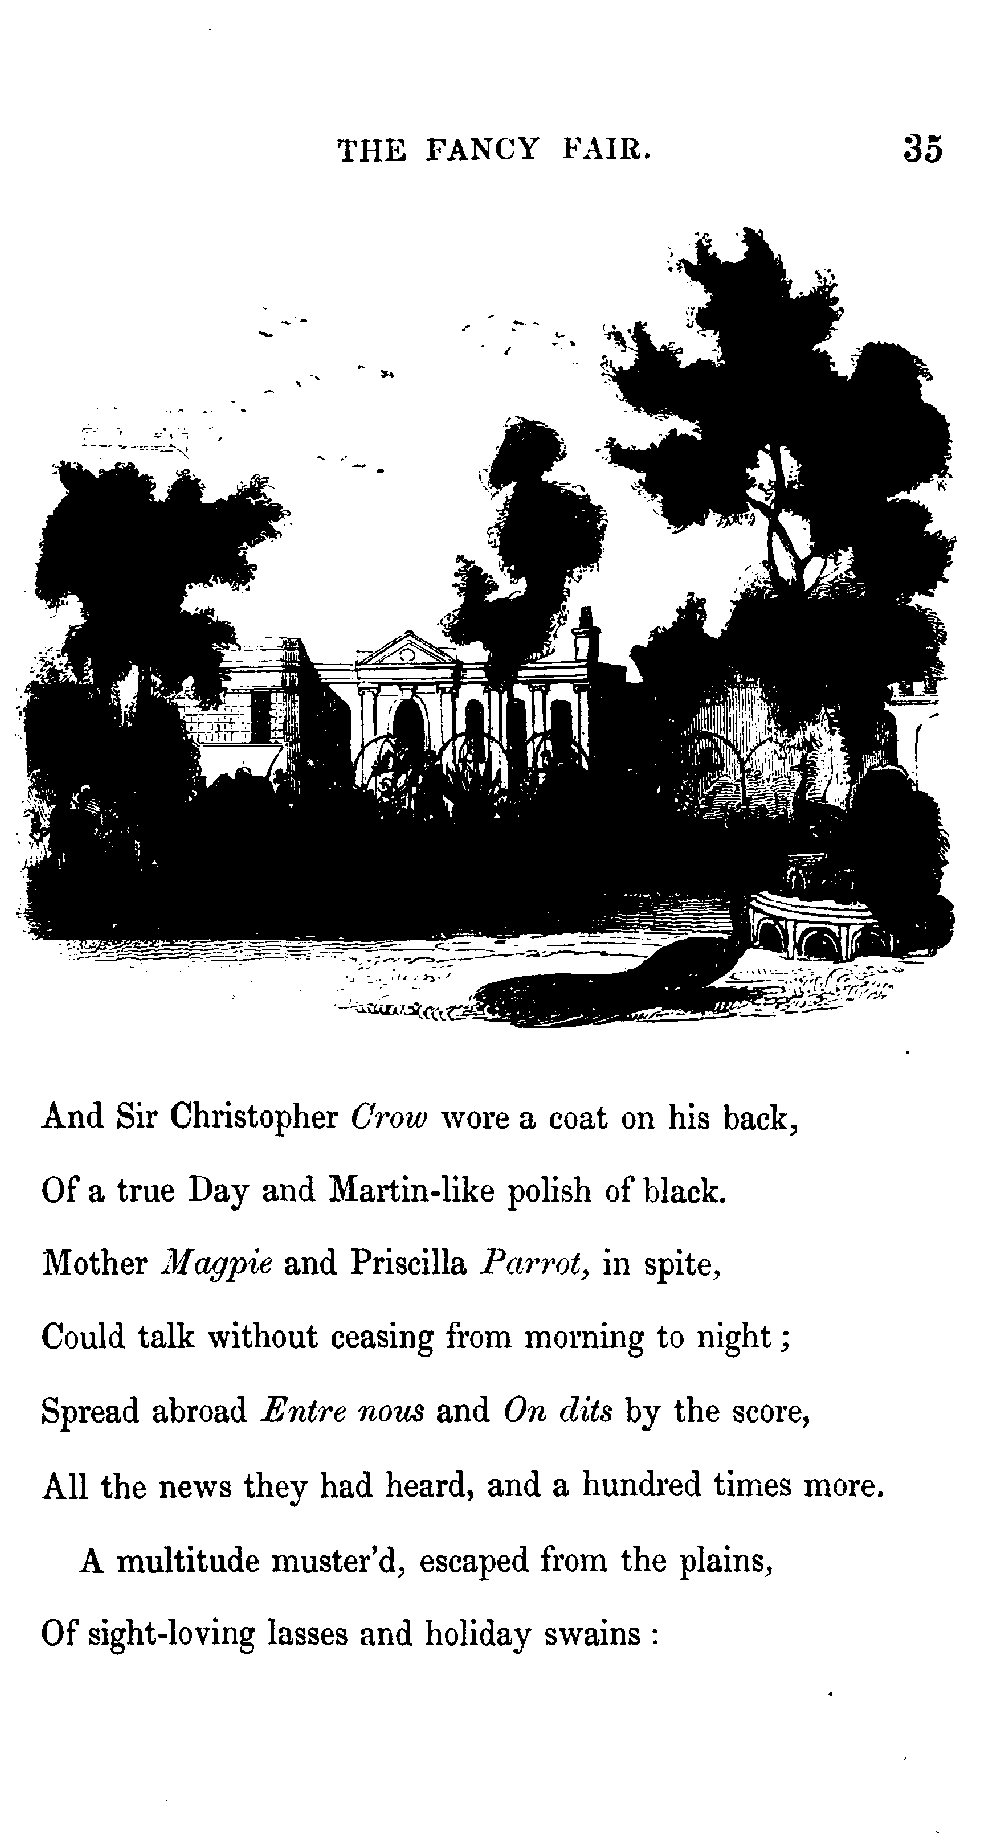 THE FANCY FAIR. 35
And Sir Christopher Crow wore a coat on his back,
Of a true Day and Martin-like polish of black.
Mother Magpie and Priscilla Parrot, in spite,
Could talk without ceasing from morning to night ;
Spread abroad Entre nous and On dits by the score,
All the news they had heard, and a hundred times more.
A multitude muster'd, escaped from the plains,
Of sight-loving lasses and holiday swains :